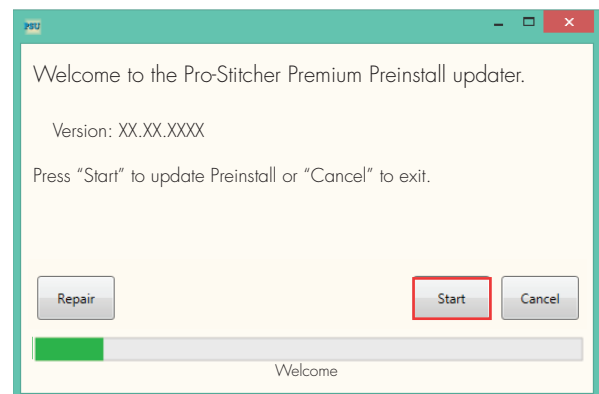 PSU
Welcome to the Pro-Stitcher Premium Preinstall updater.
Version: XX.XX.XXXX
Press “Start” to update Preinstall or “Cancel” to exit.
Repair Start Cancel
Welcome